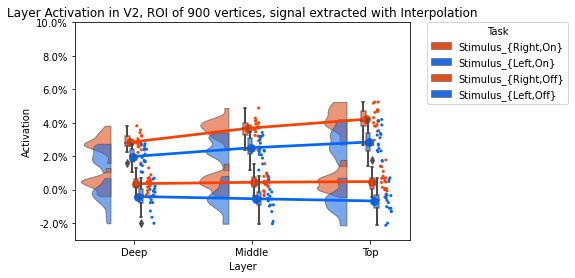 Layer Activation in V2, ROI of 900 vertices, signal extracted with Interpolation
10.0%
8.0%
6.0%
4.0%
2.0%
0.0%
-2.0%
Activation
Deep
Middle
Top
Layer
Task
Stimulus_{Right,On}
Stimulus_{Left,On}
Stimulus_{Right,Off}
Stimulus_{Left,Off}